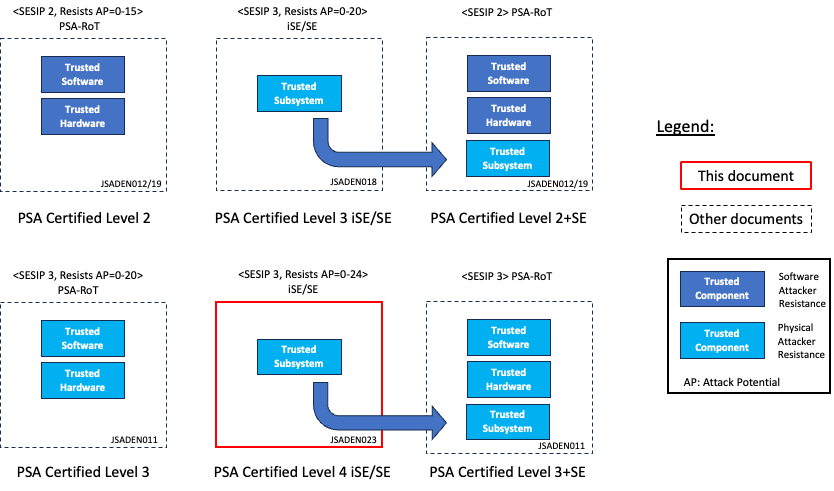 <SESIP 2, Resists AP=0-15>
PSA-RoT
Trusted
Software
Trusted
Hardware
JSADEN012/19
PSA Certified Level 2
<SESIP 3, Resists AP=0-20>
iSE/SE
Trusted
Subsystem
JSADEN018
PSA Certified Level 3 iSE/SE
<SESIP 2> PSA-RoT
Trusted
Software
Trusted
Hardware
Trusted
Subsystem
JSADEN012/19
PSA Certified Level 2+SE
<SESIP 3, Resists AP=0-20>
PSA-RoT
Trusted
Software
Trusted
Hardware
JSADEN011
PSA Certified Level 3
<SESIP 3, Resists AP=0-24>
iSE/SE
Trusted
Subsystem
JSADEN023
PSA Certified Level 4 iSE/SE
<SESIP 3> PSA-RoT
Trusted
Software
Trusted
Hardware
Trusted
Subsystem
JSADEN011
PSA Certified Level 3+SE
Legend:
This document
Other documents
Trusted
Component
Software
Attacker
Resistance
Trusted
Component
Physical
Attacker
Resistance
AP: Attack Potential